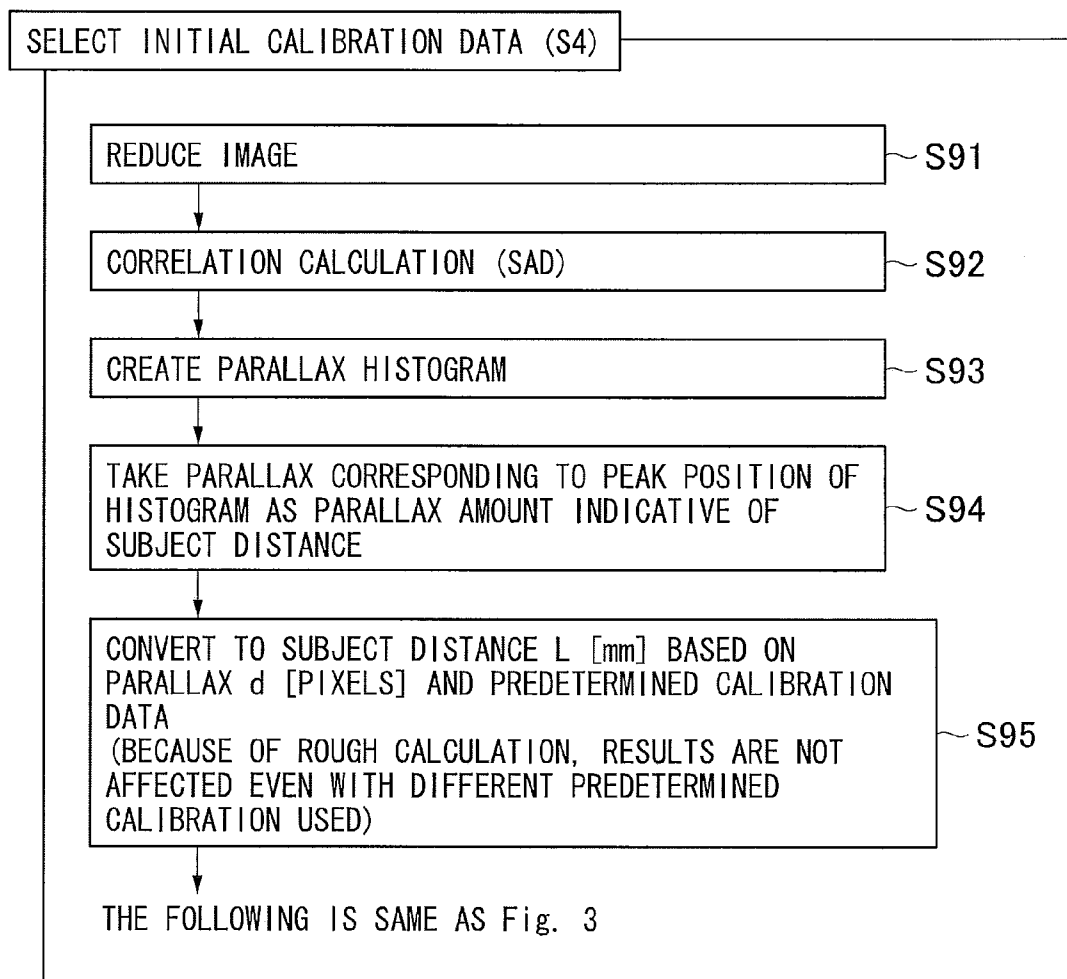 SELECT INITIAL CALIBRATION DATA (S4)
REDUCE IMAGE
S91
CORRELATION CALCULATION (SAD)
S92
CREATE PARALLAX HISTOGRAM
S93
TAKE PARALLAX CORRESPONDING TO PEAK POSITION OF
HISTOGRAM AS PARALLAX AMOUNT INDICATIVE OF
SUBJECT DISTANCE
S94
CONVERT TO SUBJECT DISTANCE L [mm] BASED ON
PARALLAX d [PIXELS] AND PREDETERMINED CALIBRATION
DATA
(BECAUSE OF ROUGH CALCULATION, RESULTS ARE NOT
AFFECTED EVEN WITH DIFFERENT PREDETERMINED
CALIBRATION USED)
S95
THE FOLLOWING IS SAME AS Fig. 3